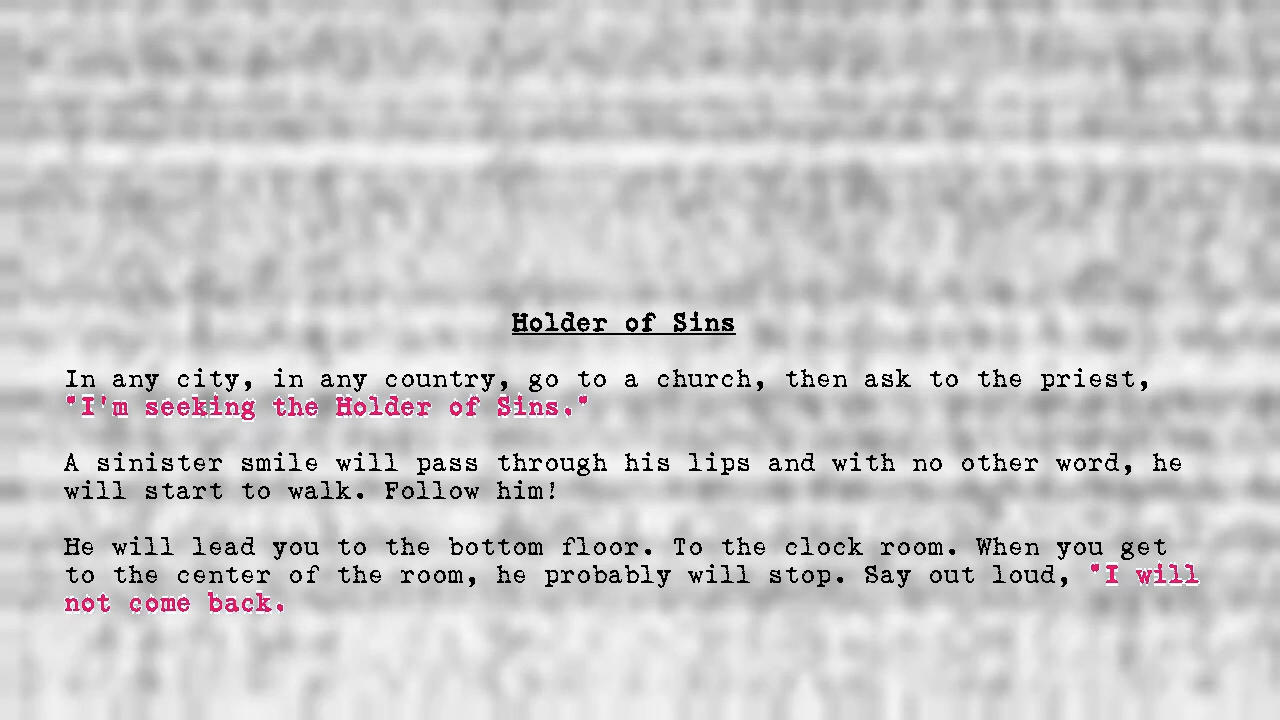 Holder of Sins
In any city, in any country, go to a church, then ask to the priest,
"I'm seeking the Holder of Sins."
A sinister smile will pass through his lips and with no other word, he
will start to walk. Follow him!
He will lead you to the bottom floor. To the clock room. When you get
to the center of the room, he probably will stop. Say out loud, "I will
not come back.